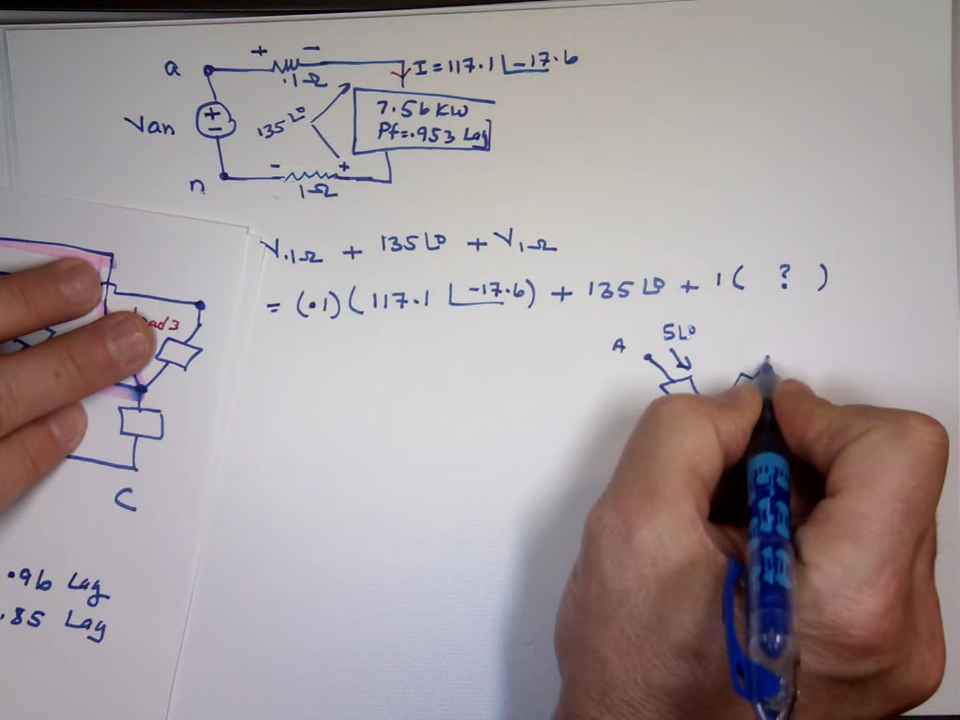 a + - I = 117.1 ∠-17.6
.1Ω
Van + - 135∠0 7.56 KW
Pf=.953 Lag
n - +
1Ω
V.1Ω + 135∠0 + V1Ω
= (.1)(117.1 ∠-17.6) + 135∠0 + 1( ? )
A 5∠0
Load 3
C
.96 Lag
.85 Lag